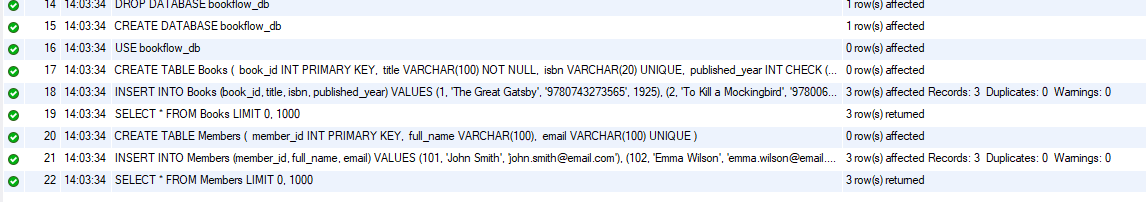 14 14:03:34 DROP DATABASE bookflow_db 1 row(s) affected
15 14:03:34 CREATE DATABASE bookflow_db 1 row(s) affected
16 14:03:34 USE bookflow_db 0 row(s) affected
17 14:03:34 CREATE TABLE Books ( book_id INT PRIMARY KEY, title VARCHAR(100) NOT NULL, isbn VARCHAR(20) UNIQUE, published_year INT CHECK (... 0 row(s) affected
18 14:03:34 INSERT INTO Books (book_id, title, isbn, published_year) VALUES (1, 'The Great Gatsby', '9780743273565', 1925), (2, 'To Kill a Mockingbird', '978006... 3 row(s) affected Records: 3 Duplicates: 0 Warnings: 0
19 14:03:34 SELECT * FROM Books LIMIT 0, 1000 3 row(s) returned
20 14:03:34 CREATE TABLE Members ( member_id INT PRIMARY KEY, full_name VARCHAR(100), email VARCHAR(100) UNIQUE ) 0 row(s) affected
21 14:03:34 INSERT INTO Members (member_id, full_name, email) VALUES (101, 'John Smith', 'john.smith@email.com'), (102, 'Emma Wilson', 'emma.wilson@email.... 3 row(s) affected Records: 3 Duplicates: 0 Warnings: 0
22 14:03:34 SELECT * FROM Members LIMIT 0, 1000 3 row(s) returned